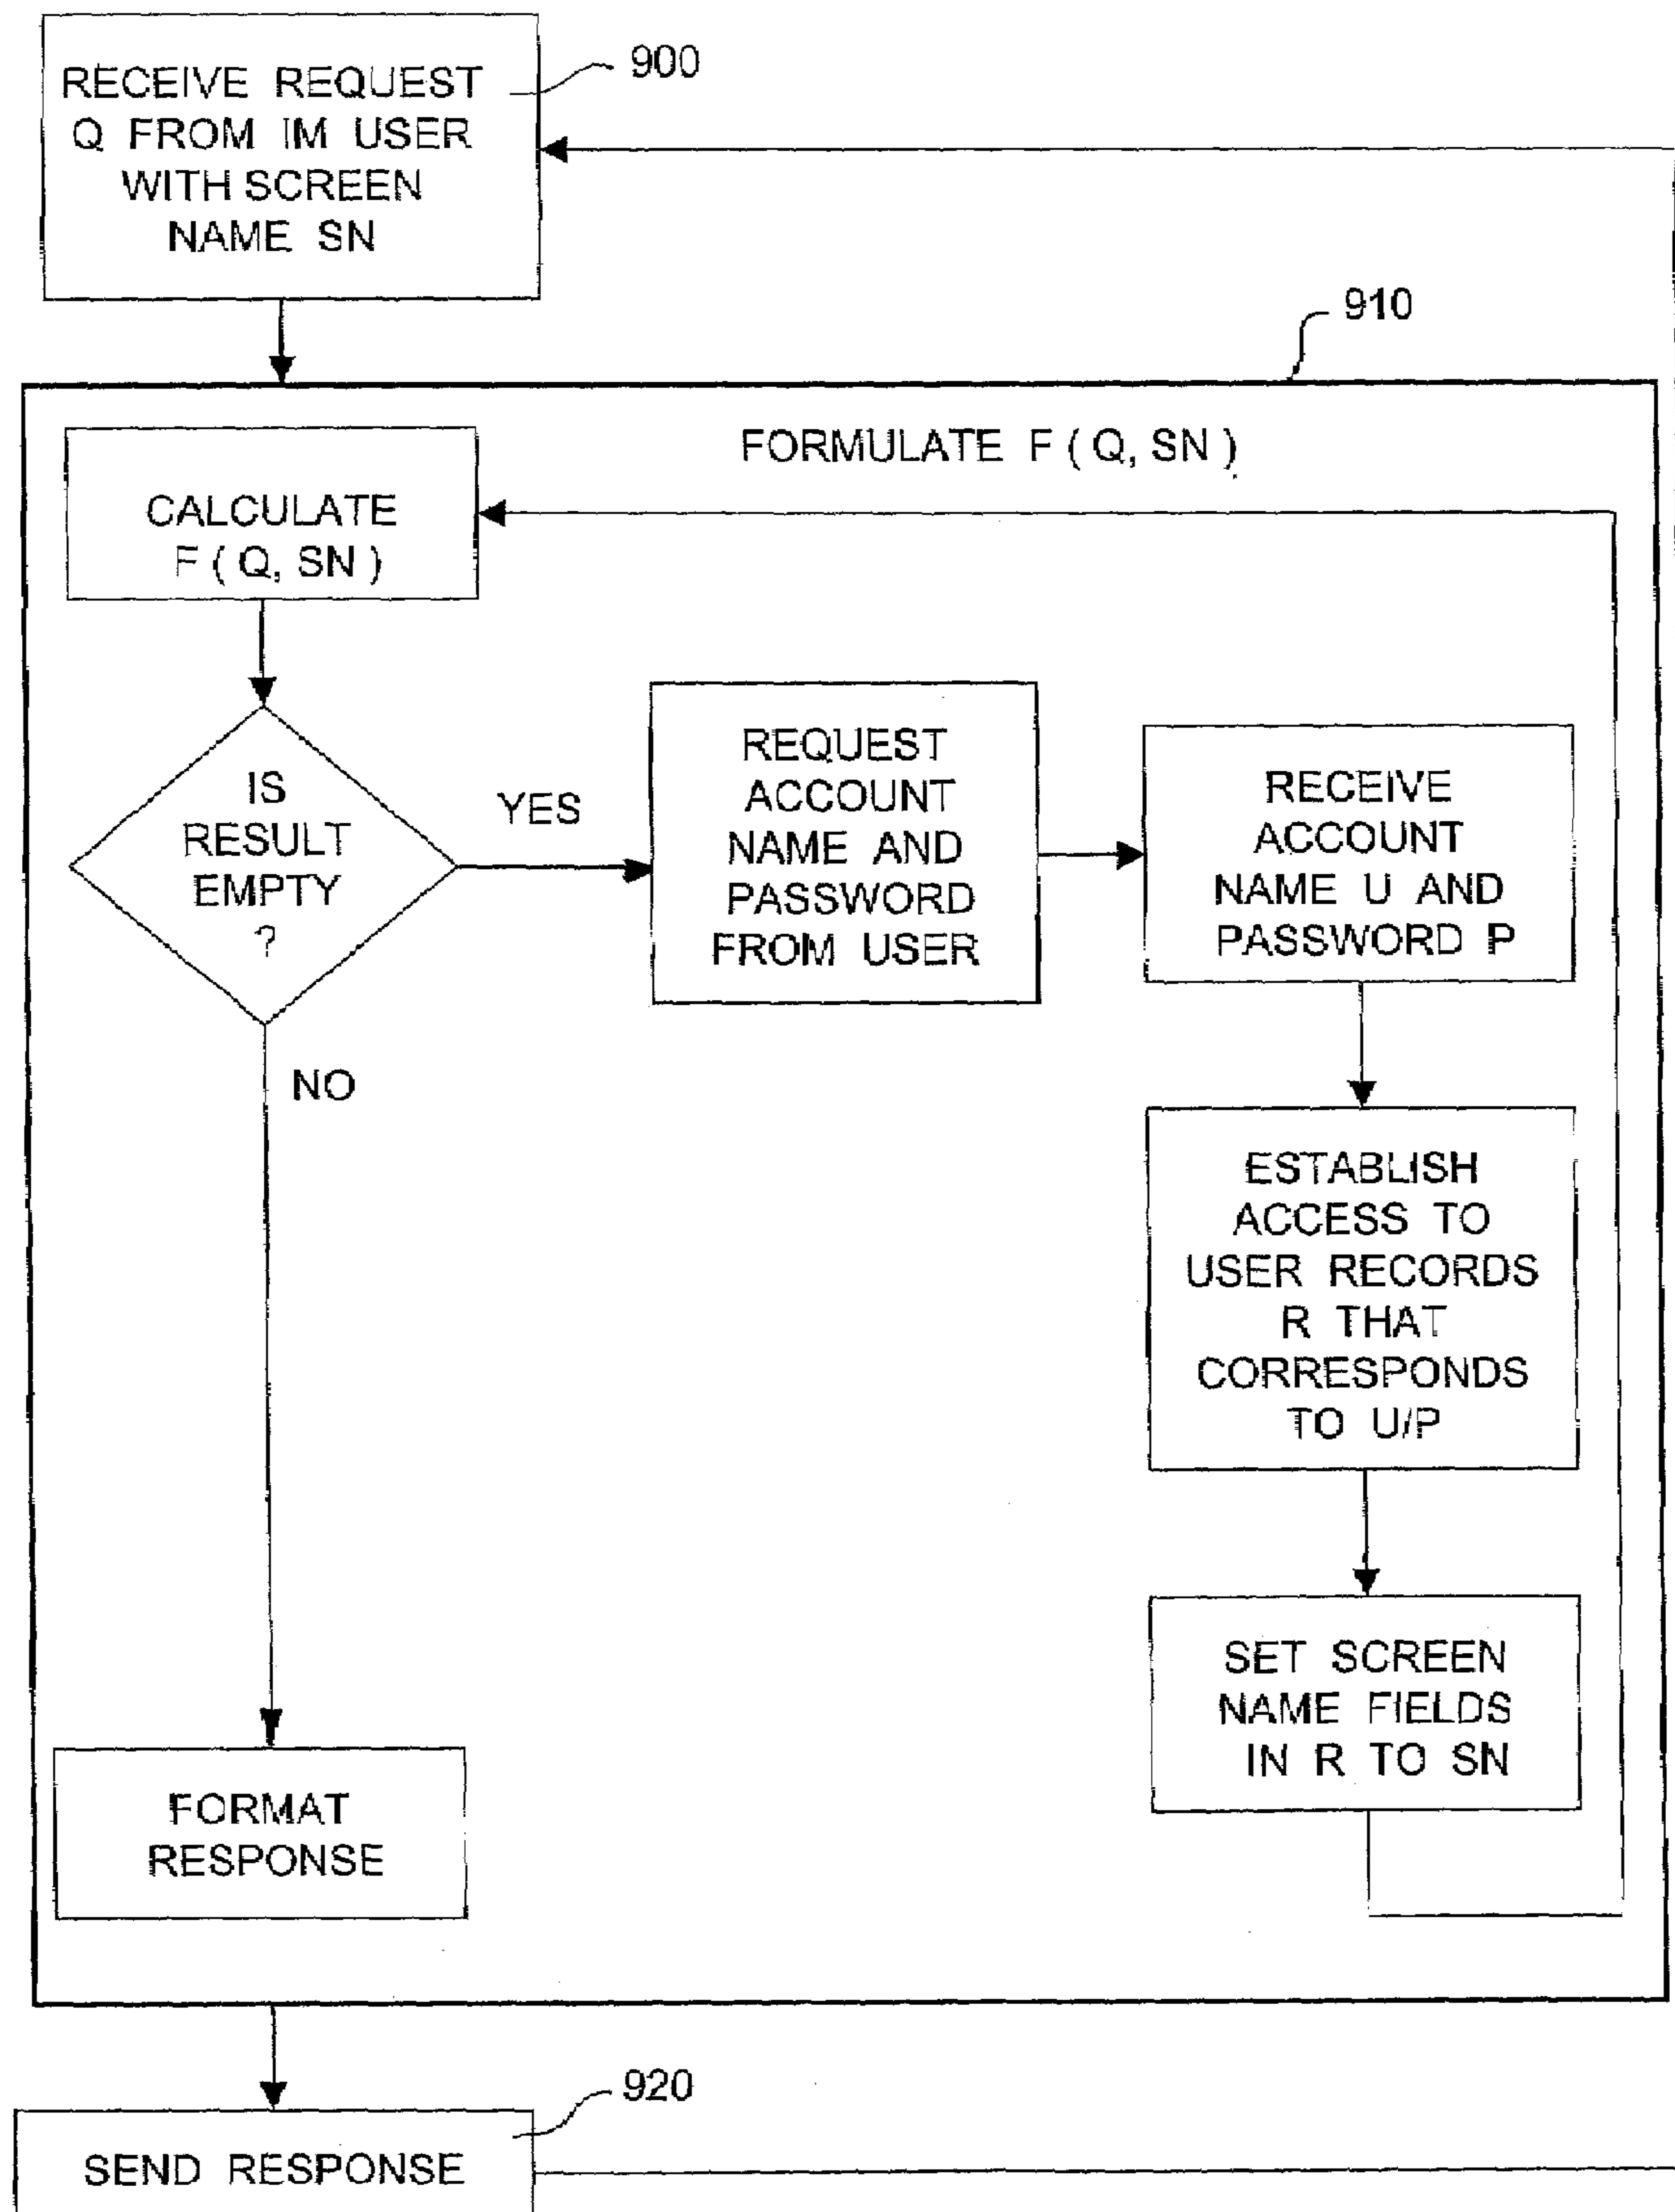 RECEIVE REQUEST
Q FROM IM USER
WITH SCREEN
NAME SN
900
910
FORMULATE F ( Q, SN )
CALCULATE
F ( Q, SN )
IS
RESULT
EMPTY
?
YES
REQUEST
ACCOUNT
NAME AND
PASSWORD
FROM USER
RECEIVE
ACCOUNT
NAME U AND
PASSWORD P
NO
ESTABLISH
ACCESS TO
USER RECORDS
R THAT
CORRESPONDS
TO U/P
SET SCREEN
NAME FIELDS
IN R TO SN
FORMAT
RESPONSE
920
SEND RESPONSE